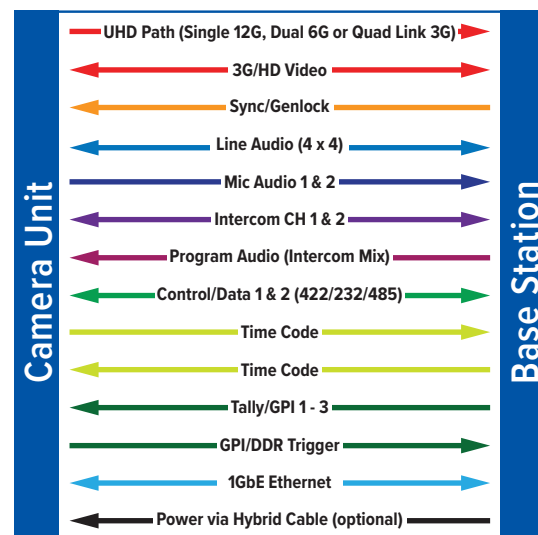 Camera Unit
UHD Path (Single 12G, Dual 6G or Quad Link 3G)
3G/HD Video
Sync/Genlock
Line Audio (4 x 4)
Mic Audio 1 & 2
Intercom CH 1 & 2
Program Audio (Intercom Mix)
Control/Data 1 & 2 (422/232/485)
Time Code
Time Code
Tally/GPI 1 - 3
GPI/DDR Trigger
1GbE Ethernet
Power via Hybrid Cable (optional)
Base Station